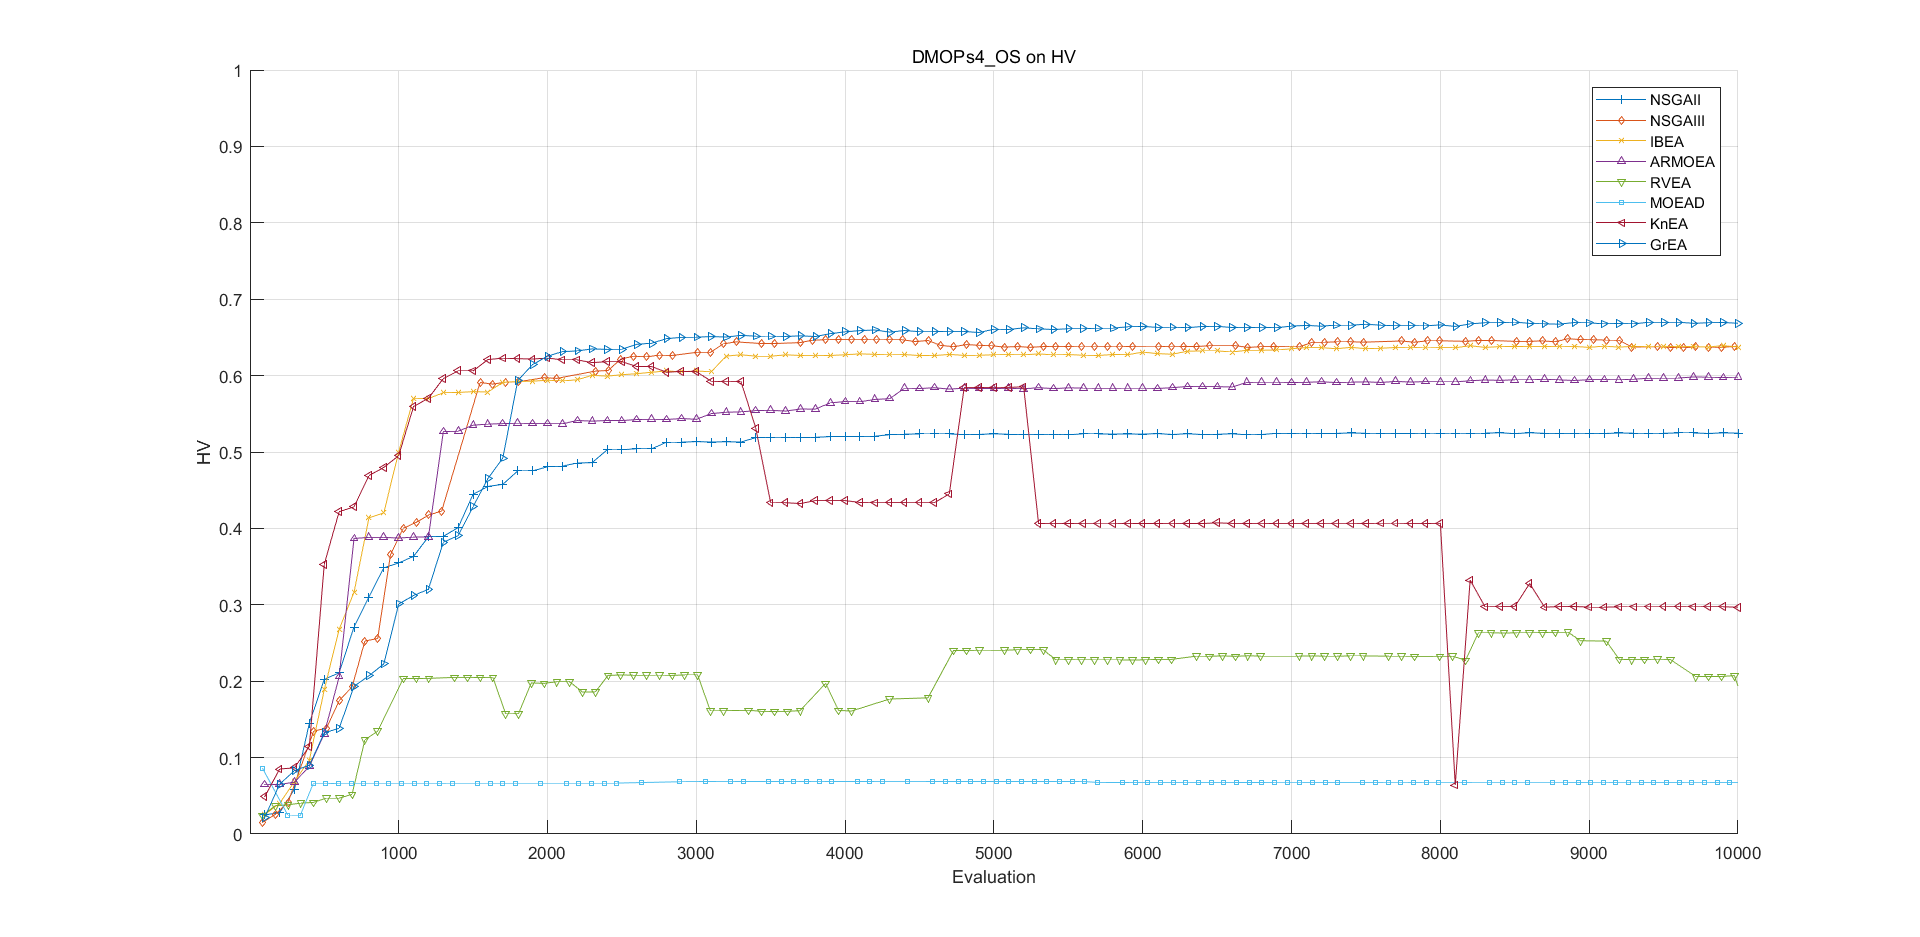 DMOPs4_OS on HV
1
0.9
0.8
0.7
0.6
0.5
0.4
0.3
0.2
0.1
0
HV
1000 2000 3000 4000 5000 6000 7000 8000 9000 10000
Evaluation
NSGAII
NSGAIII
IBEA
ARMOEA
RVEA
MOEAD
KnEA
GrEA